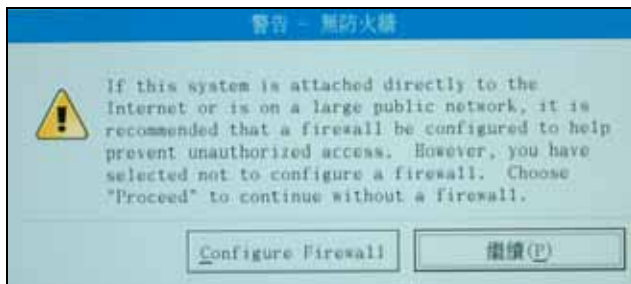 警告 - 無防火牆
If this system is attached directly to the
Internet or is on a large public network, it is
recommended that a firewall be configured to help
prevent unauthorized access.  However, you have
selected not to configure a firewall.  Choose
"Proceed" to continue without a firewall.
Configure Firewall
繼續(P)